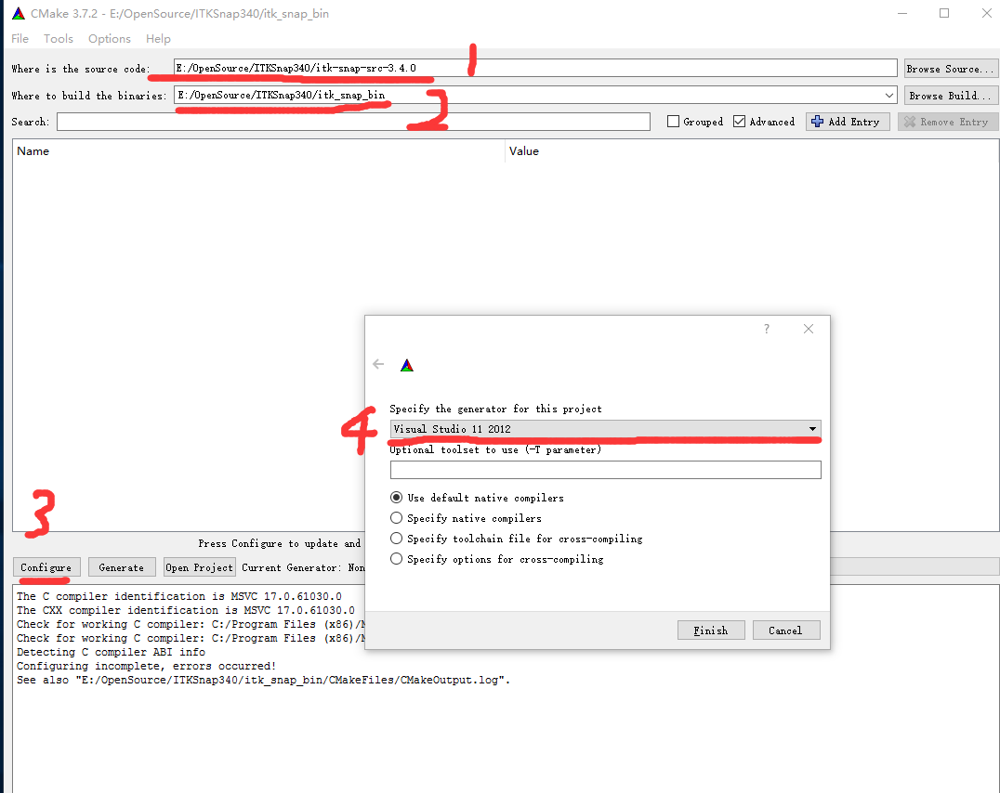 CMake 3.7.2 - E:/OpenSource/ITKSnap340/itk_snap_bin
File Tools Options Help
Where is the source code: E:/OpenSource/ITKSnap340/itk-snap-src-3.4.0 Browse Source...
1
Where to build the binaries: E:/OpenSource/ITKSnap340/itk_snap_bin Browse Build...
2
Search: Grouped Advanced Add Entry Remove Entry
Name Value
?
Specify the generator for this project
4
Visual Studio 11 2012
Optional toolset to use (-T parameter)
Use default native compilers
Specify native compilers
Specify toolchain file for cross-compiling
Specify options for cross-compiling
Finish Cancel
3
Press Configure to update and
Configure Generate Open Project Current Generator: Non
The C compiler identification is MSVC 17.0.61030.0
The CXX compiler identification is MSVC 17.0.61030.0
Check for working C compiler: C:/Program Files (x86)/M
Check for working C compiler: C:/Program Files (x86)/M
Detecting C compiler ABI info
Configuring incomplete, errors occurred!
See also "E:/OpenSource/ITKSnap340/itk_snap_bin/CMakeFiles/CMakeOutput.log".